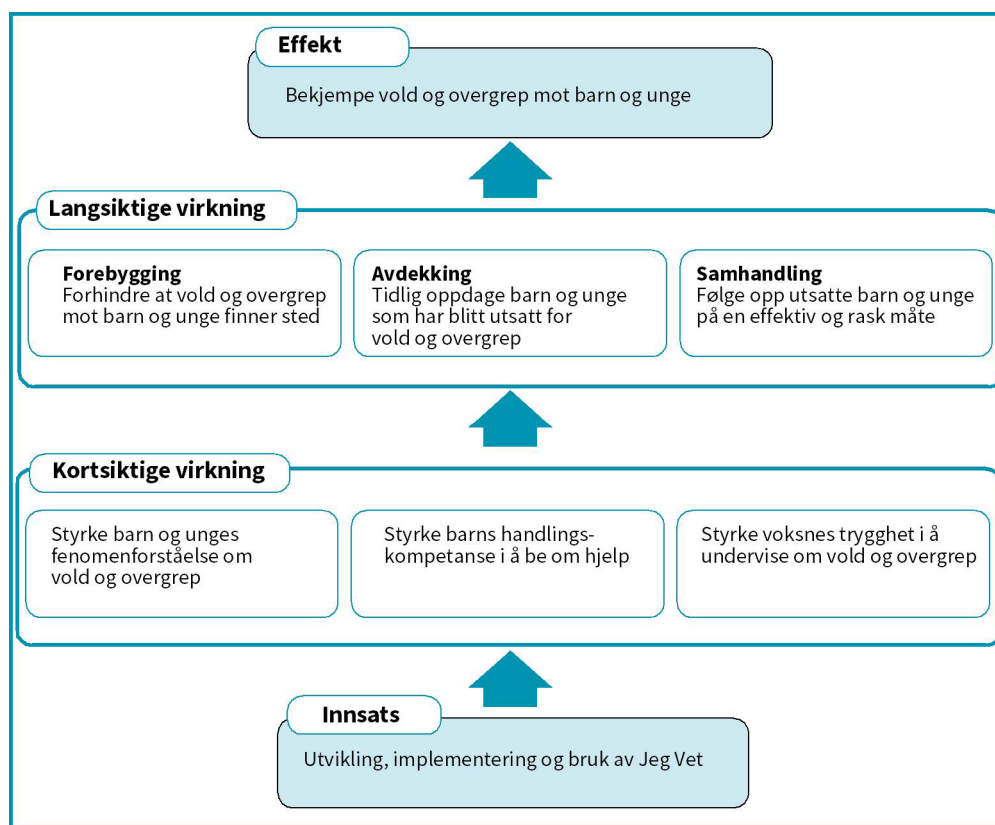 Effekt
Bekjempe vold og overgrep mot barn og unge
Langsiktige virkning
Forebygging
Forhindre at vold og overgrep
mot barn og unge finner sted
Avdekking
Tidlig oppdage barn og unge
som har blitt utsatt for
vold og overgrep
Samhandling
Følge opp utsatte barn og unge
på en effektiv og rask måte
Kortsiktige virkning
Styrke barn og unges
fenomenforståelse om
vold og overgrep
Styrke barns handlings-
kompetanse i å be om hjelp
Styrke voksnes trygghet i å
undervise om vold og overgrep
Innsats
Utvikling, implementering og bruk av Jeg Vet